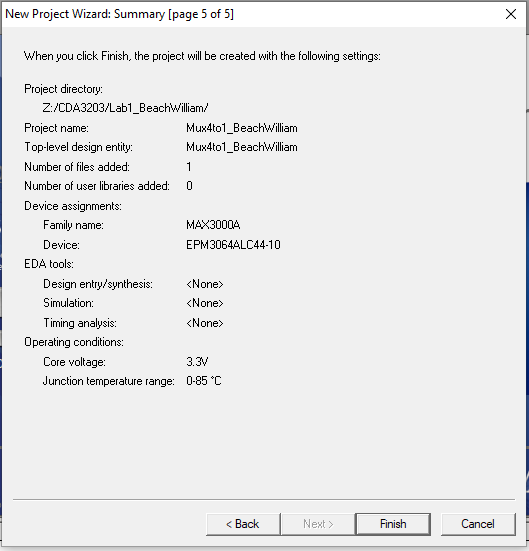 New Project Wizard: Summary [page 5 of 5]
When you click Finish, the project will be created with the following settings:
Project directory:
Z:/CDA3203/Lab1_BeachWilliam/
Project name: Mux4to1_BeachWilliam
Top-level design entity: Mux4to1_BeachWilliam
Number of files added: 1
Number of user libraries added: 0
Device assignments:
Family name: MAX3000A
Device: EPM3064ALC44-10
EDA tools:
Design entry/synthesis: <None>
Simulation: <None>
Timing analysis: <None>
Operating conditions:
Core voltage: 3.3V
Junction temperature range: 0-85 °C
< Back Next > Finish Cancel